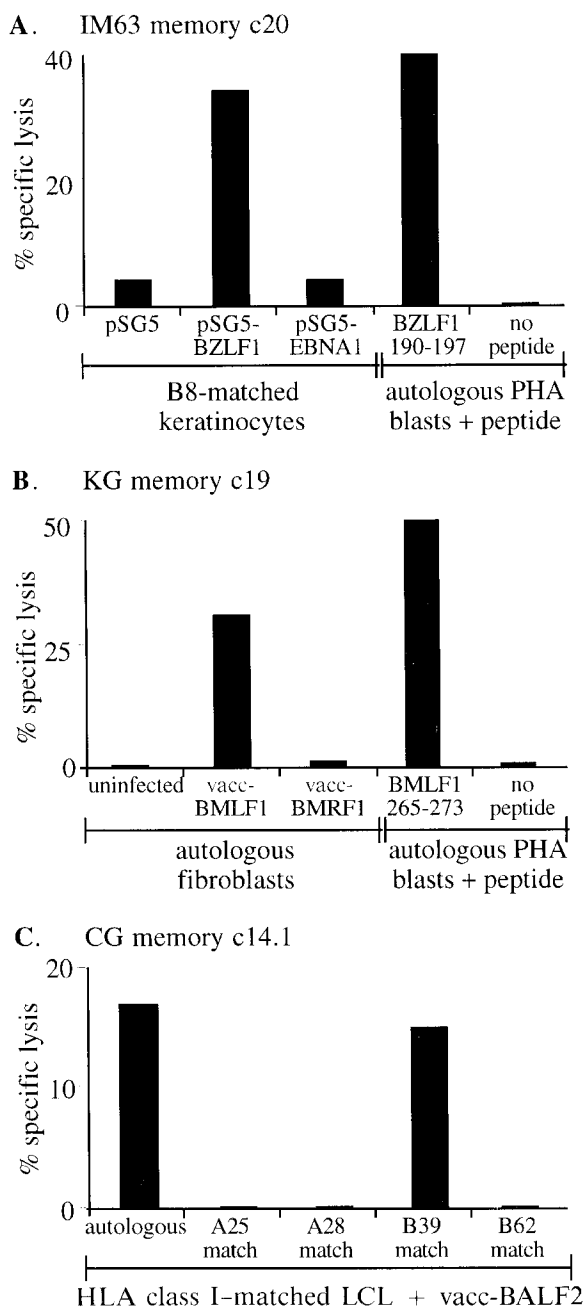 A. IM63 memory c20
% specific lysis
40
20
0
pSG5 pSG5-BZLF1 pSG5-EBNA1 BZLF1 190-197 no peptide
B8-matched keratinocytes
autologous PHA blasts + peptide
B. KG memory c19
% specific lysis
50
25
0
uninfected vacc-BMLF1 vacc-BMRF1 BMLF1 265-273 no peptide
autologous fibroblasts
autologous PHA blasts + peptide
C. CG memory c14.1
% specific lysis
20
10
0
autologous A25 match A28 match B39 match B62 match
HLA class I-matched LCL + vacc-BALF2